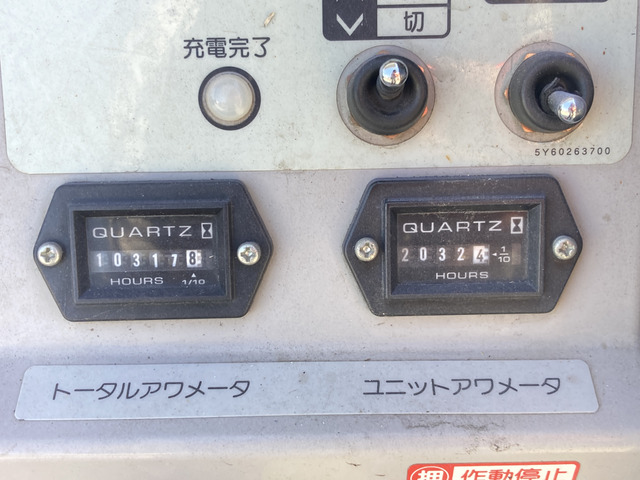 切
充電完了
5Y60263700
QUARTZ
103178
HOURS 1/10
QUARTZ
20324 1/10
HOURS
トータルアワメータ
ユニットアワメータ
押 作動停止